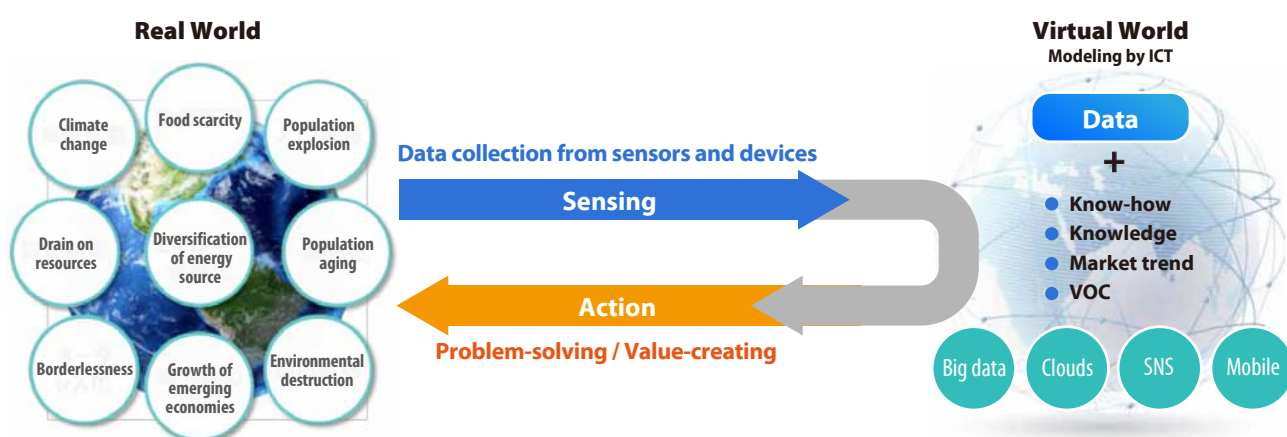 Real World
Climate
change
Food scarcity
Population
explosion
Drain on
resources
Diversification
of energy
source
Population
aging
Borderlessness
Growth of
emerging
economies
Environmental
destruction
Data collection from sensors and devices
Sensing
Action
Problem-solving / Value-creating
Virtual World
Modeling by ICT
Data
+
● Know-how
● Knowledge
● Market trend
● VOC
Big data
Clouds
SNS
Mobile